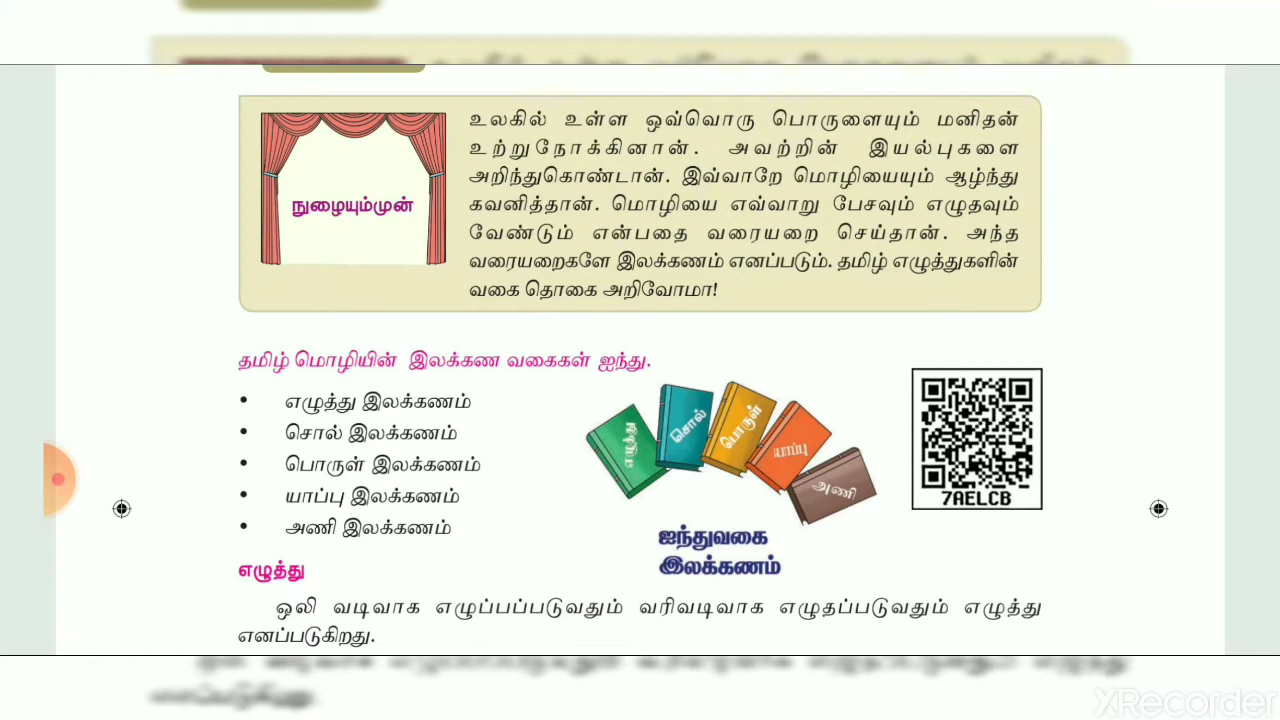 உலகில் உள்ள ஒவ்வொரு பொருளையும் மனிதன்
உற்றுநோக்கினான். அவற்றின் இயல்புகளை
அறிந்துகொண்டான். இவ்வாறே மொழியையும் ஆழ்ந்து
கவனித்தான். மொழியை எவ்வாறு பேசவும் எழுதவும்
வேண்டும் என்பதை வரையறை செய்தான். அந்த
வரையறைகளே இலக்கணம் எனப்படும். தமிழ் எழுத்துகளின்
வகை தொகை அறிவோமா!
நுழையும்முன்
தமிழ் மொழியின் இலக்கண வகைகள் ஐந்து.
• எழுத்து இலக்கணம்
• சொல் இலக்கணம்
• பொருள் இலக்கணம்
• யாப்பு இலக்கணம்
• அணி இலக்கணம்
எழுத்து
சொல்
பொருள்
யாப்பு
அணி
ஐந்துவகை
இலக்கணம்
7AELCB
எழுத்து
ஒலி வடிவாக எழுப்பப்படுவதும் வரிவடிவாக எழுதப்படுவதும் எழுத்து
எனப்படுகிறது.
XRecorder